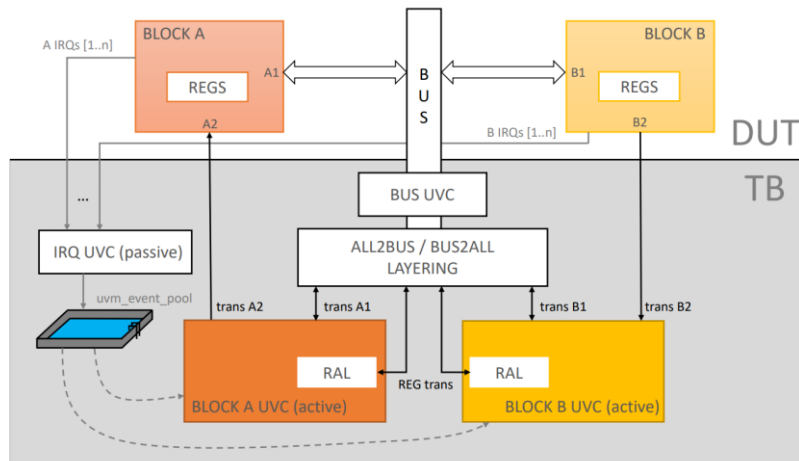 A IRQs [1..n]
BLOCK A
REGS
A1
A2
BUS
BLOCK B
REGS
B1
B2
B IRQs [1..n]
DUT
TB
...
BUS UVC
IRQ UVC (passive)
ALL2BUS / BUS2ALL
LAYERING
uvm_event_pool
trans A2
trans A1
trans B1
trans B2
RAL
REG trans
RAL
BLOCK A UVC (active)
BLOCK B UVC (active)